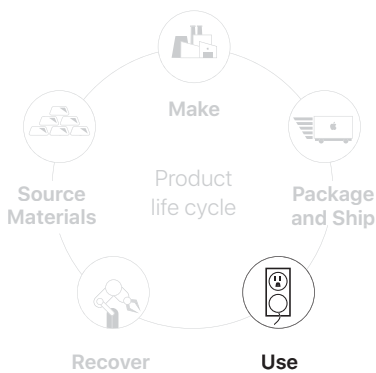 Make
Source
Materials
Product
life cycle
Package
and Ship
Recover
Use